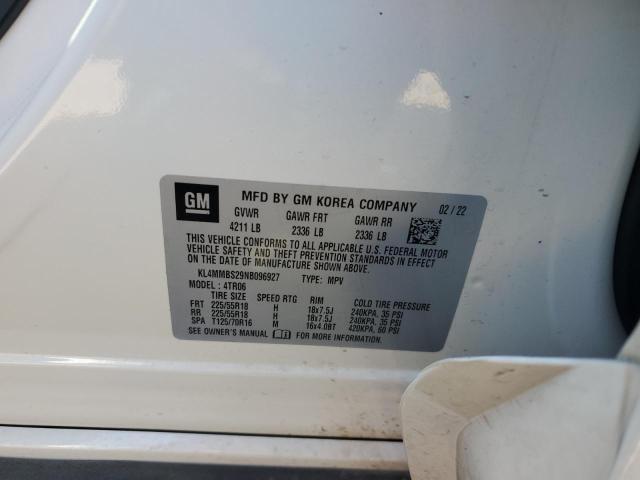 GM MFD BY GM KOREA COMPANY 02 / 22
GVWR GAWR FRT GAWR RR
4211 LB 2336 LB 2336 LB
THIS VEHICLE CONFORMS TO ALL APPLICABLE U.S. FEDERAL MOTOR
VEHICLE SAFETY AND THEFT PREVENTION STANDARDS IN EFFECT
ON THE DATE OF MANUFACTURE SHOWN ABOVE.
KL4MMBS29NB096927 TYPE: MPV
MODEL : 4TR06
TIRE SIZE SPEED RTG RIM COLD TIRE PRESSURE
FRT 225/55R18 H 18x7.5J 240KPA, 35 PSI
RR 225/55R18 H 18x7.5J 240KPA, 35 PSI
SPA T125/70R16 M 16x4.0BT 420KPA, 60 PSI
SEE OWNER'S MANUAL FOR MORE INFORMATION.